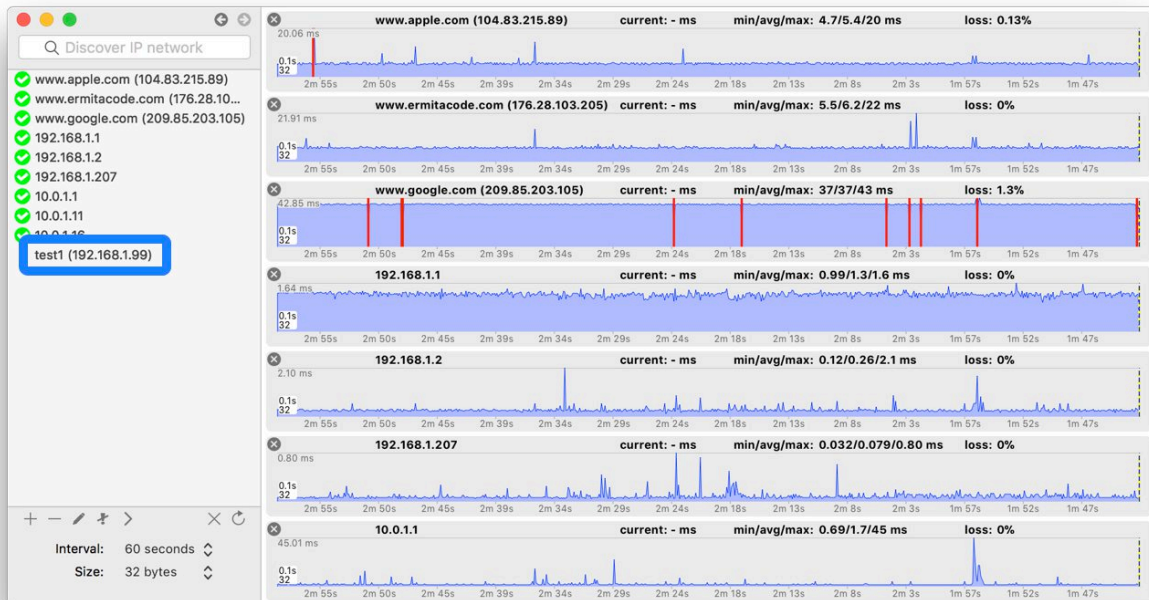 Discover IP network
www.apple.com (104.83.215.89)
www.ermitacode.com (176.28.10...
www.google.com (209.85.203.105)
192.168.1.1
192.168.1.2
192.168.1.207
10.0.1.1
10.0.1.11
10.0.1.16
test1 (192.168.1.99)
Interval: 60 seconds
Size: 32 bytes
www.apple.com (104.83.215.89) current: - ms min/avg/max: 4.7/5.4/20 ms loss: 0.13%
20.06 ms
0.1s
32
2m 55s 2m 50s 2m 45s 2m 39s 2m 34s 2m 29s 2m 24s 2m 18s 2m 13s 2m 8s 2m 3s 1m 57s 1m 52s 1m 47s
www.ermitacode.com (176.28.103.205) current: - ms min/avg/max: 5.5/6.2/22 ms loss: 0%
21.91 ms
0.1s
32
2m 55s 2m 50s 2m 45s 2m 39s 2m 34s 2m 29s 2m 24s 2m 18s 2m 13s 2m 8s 2m 3s 1m 57s 1m 52s 1m 47s
www.google.com (209.85.203.105) current: - ms min/avg/max: 37/37/43 ms loss: 1.3%
42.85 ms
0.1s
32
2m 55s 2m 50s 2m 45s 2m 39s 2m 34s 2m 29s 2m 24s 2m 18s 2m 13s 2m 8s 2m 3s 1m 57s 1m 52s 1m 47s
192.168.1.1 current: - ms min/avg/max: 0.99/1.3/1.6 ms loss: 0%
1.64 ms
0.1s
32
2m 55s 2m 50s 2m 45s 2m 39s 2m 34s 2m 29s 2m 24s 2m 18s 2m 13s 2m 8s 2m 3s 1m 57s 1m 52s 1m 47s
192.168.1.2 current: - ms min/avg/max: 0.12/0.26/2.1 ms loss: 0%
2.10 ms
0.1s
32
2m 55s 2m 50s 2m 45s 2m 39s 2m 34s 2m 29s 2m 24s 2m 18s 2m 13s 2m 8s 2m 3s 1m 57s 1m 52s 1m 47s
192.168.1.207 current: - ms min/avg/max: 0.032/0.079/0.80 ms loss: 0%
0.80 ms
0.1s
32
2m 55s 2m 50s 2m 45s 2m 39s 2m 34s 2m 29s 2m 24s 2m 18s 2m 13s 2m 8s 2m 3s 1m 57s 1m 52s 1m 47s
10.0.1.1 current: - ms min/avg/max: 0.69/1.7/45 ms loss: 0%
45.01 ms
0.1s
32
2m 55s 2m 50s 2m 45s 2m 39s 2m 34s 2m 29s 2m 24s 2m 18s 2m 13s 2m 8s 2m 3s 1m 57s 1m 52s 1m 47s